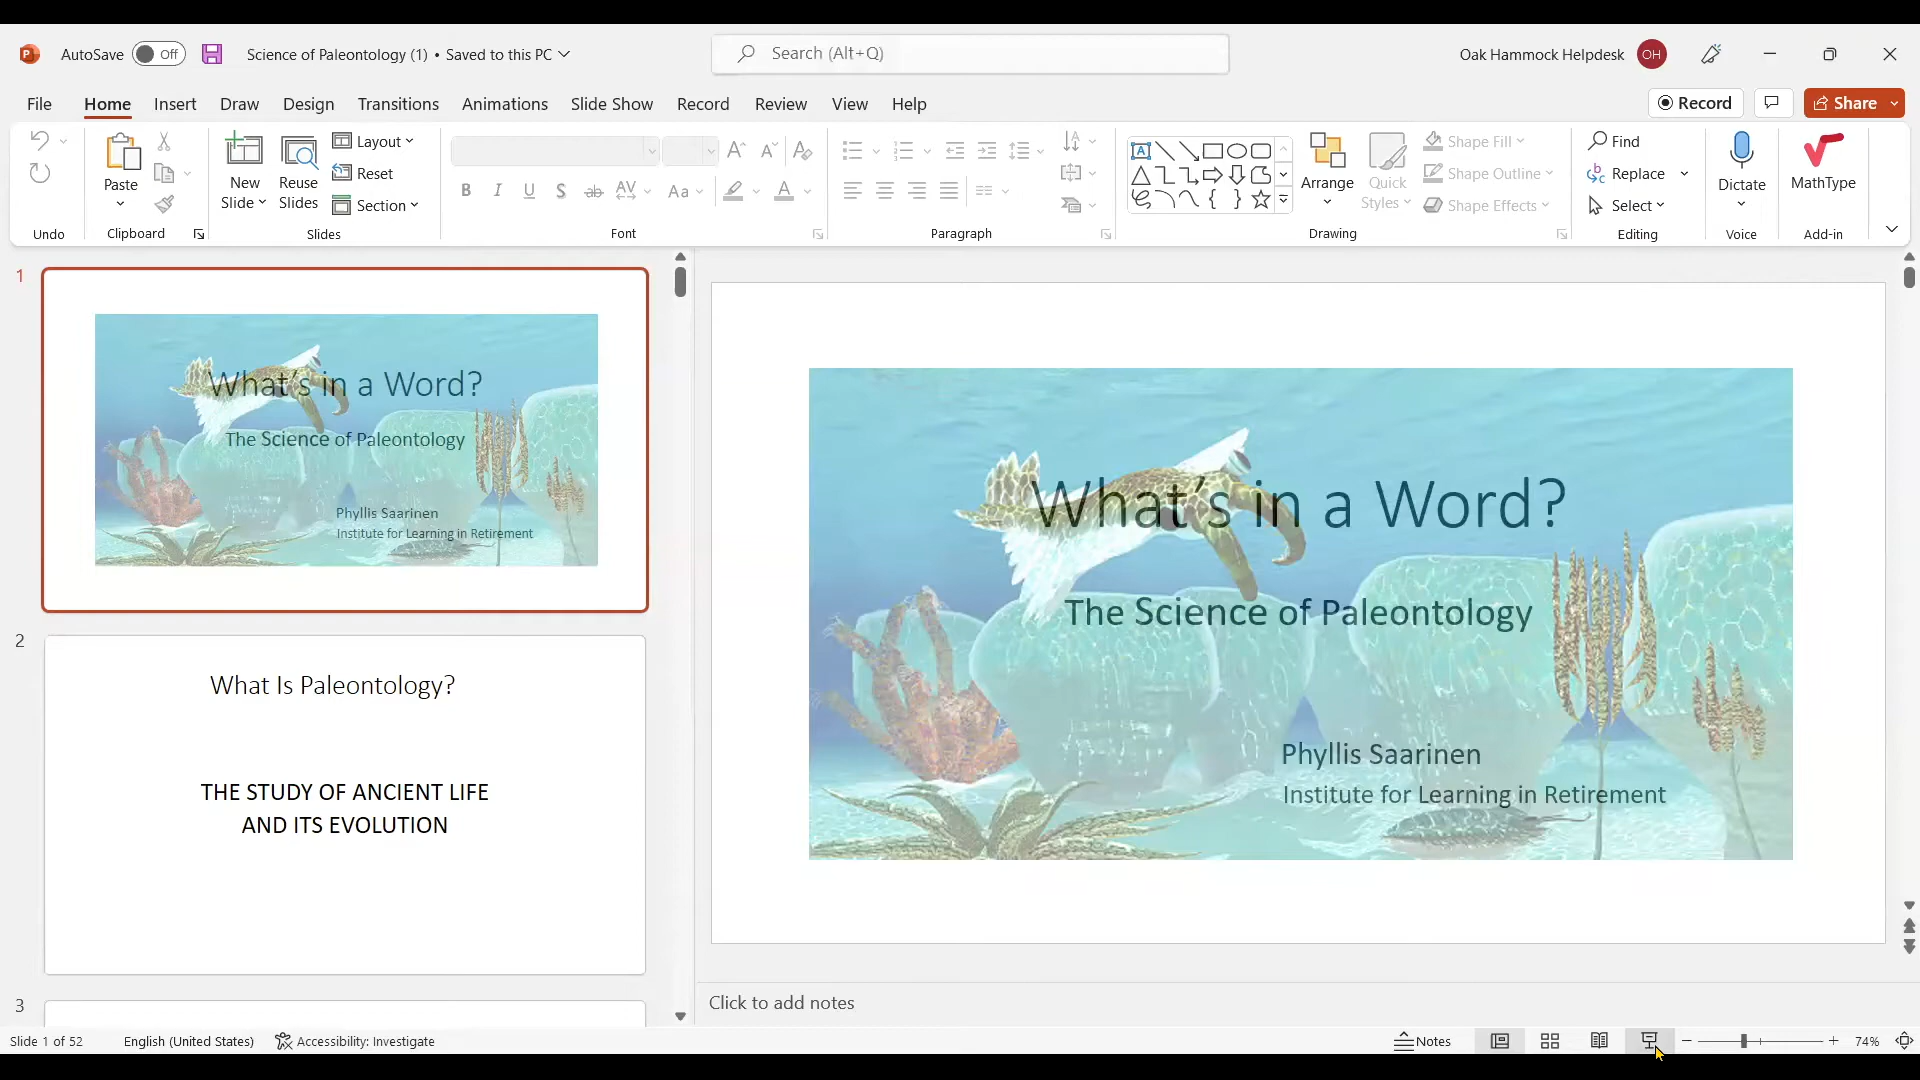 AutoSave Off Science of Paleontology (1) • Saved to this PC Search (Alt+Q) Oak Hammock Helpdesk OH
File Home Insert Draw Design Transitions Animations Slide Show Record Review View Help Record Share
Paste New Slide Reuse Slides Layout Reset Section
B I U S ab AV Aa A
Arrange Quick Styles Shape Fill Shape Outline Shape Effects
Find Replace Select Dictate MathType
Undo Clipboard Slides Font Paragraph Drawing Editing Voice Add-in
1
What's in a Word?
The Science of Paleontology
Phyllis Saarinen
Institute for Learning in Retirement
2
What Is Paleontology?
THE STUDY OF ANCIENT LIFE
AND ITS EVOLUTION
3
What's in a Word?
The Science of Paleontology
Phyllis Saarinen
Institute for Learning in Retirement
Click to add notes
Slide 1 of 52 English (United States) Accessibility: Investigate Notes 74%